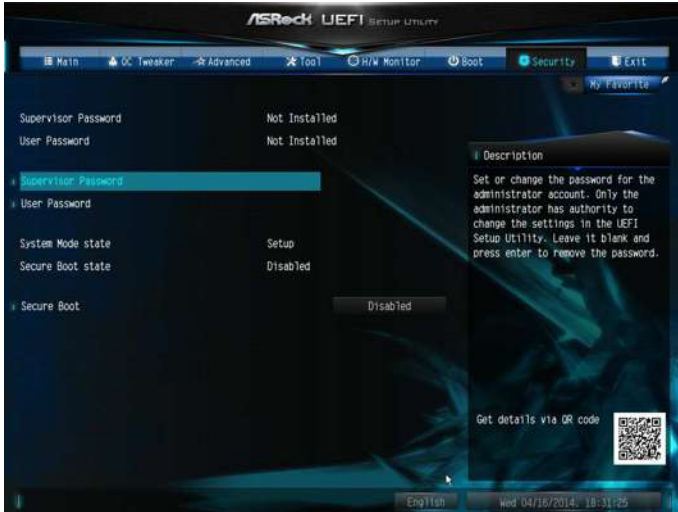 ASRock UEFI SETUP UTILITY
Main OC Tweaker Advanced Tool H/W Monitor Boot Security Exit
My Favorite
Supervisor Password Not Installed
User Password Not Installed
Supervisor Password
User Password
System Mode state Setup
Secure Boot state Disabled
Secure Boot Disabled
Description
Set or change the password for the
administrator account. Only the
administrator has authority to
change the settings in the UEFI
Setup Utility. Leave it blank and
press enter to remove the password.
Get details via QR code
English Wed 04/16/2014, 18:31:25